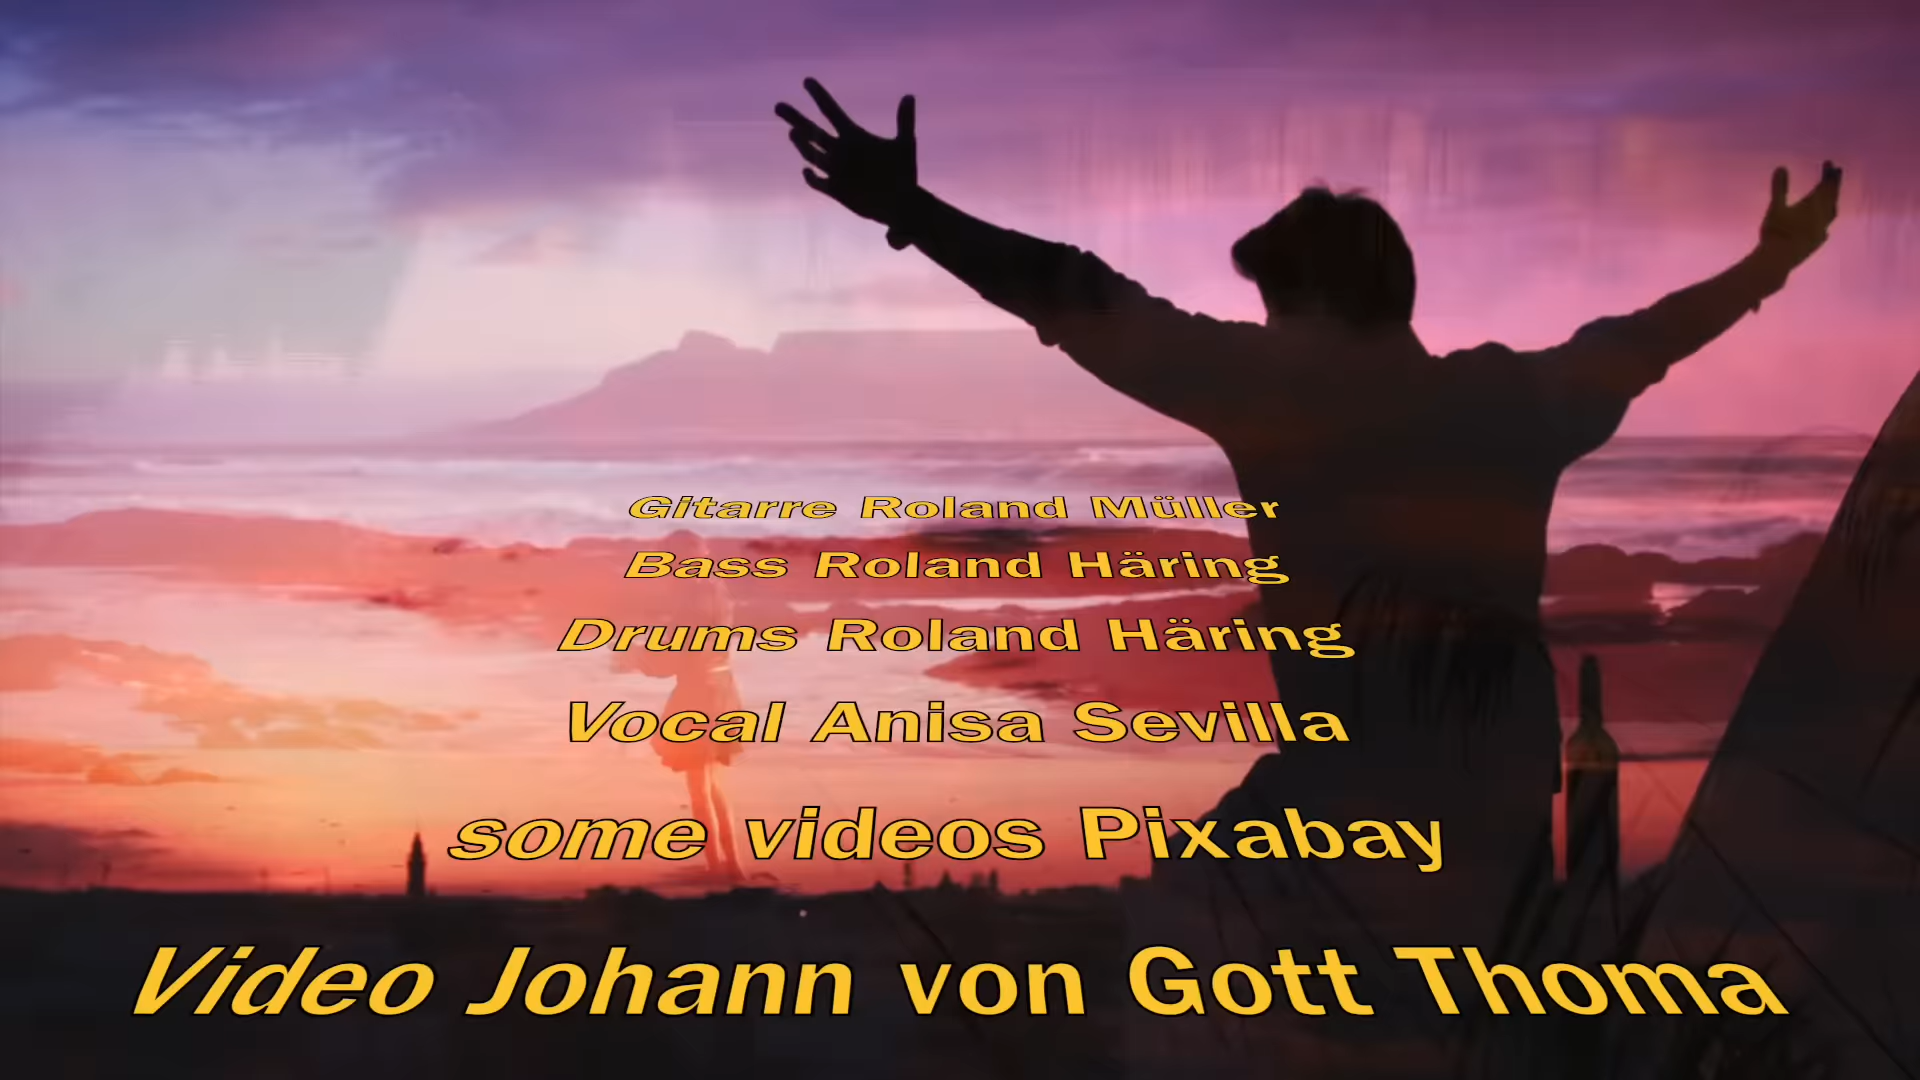 Gitarre Roland Müller
Bass Roland Häring
Drums Roland Häring
Vocal Anisa Sevilla
some videos Pixabay
Video Johann von Gott Thoma